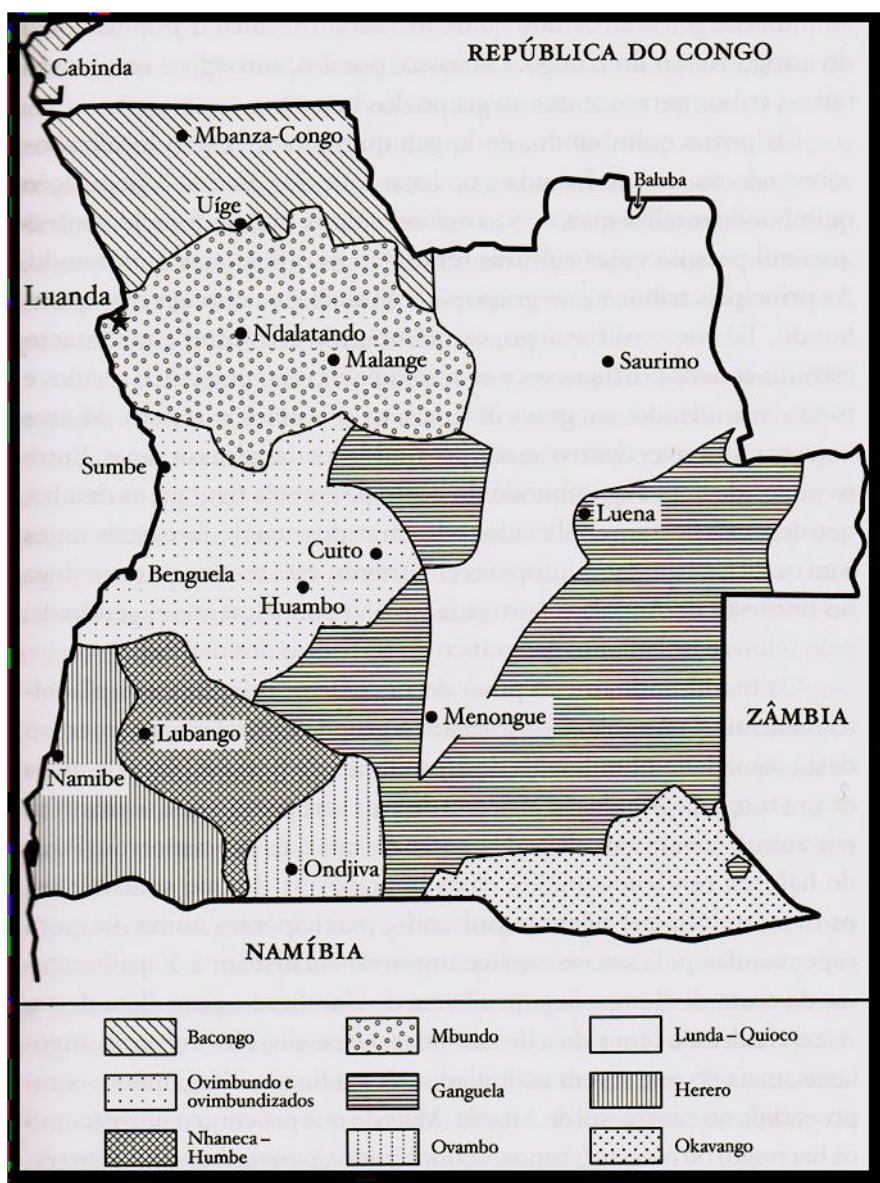 REPÚBLICA DO CONGO
Cabinda
Mbanza-Congo
Baluba
Uíge
Luanda
Ndalatando
Malange
Saurimo
Sumbe
Luena
Cuito
Benguela
Huambo
Menongue
ZÂMBIA
Lubango
Namibe
Ondjiva
NAMÍBIA
Bacongo
Mbundo
Lunda – Quioco
Ovimbundo e
ovimbundizados
Ganguela
Herero
Nhaneca –
Humbe
Ovambo
Okavango